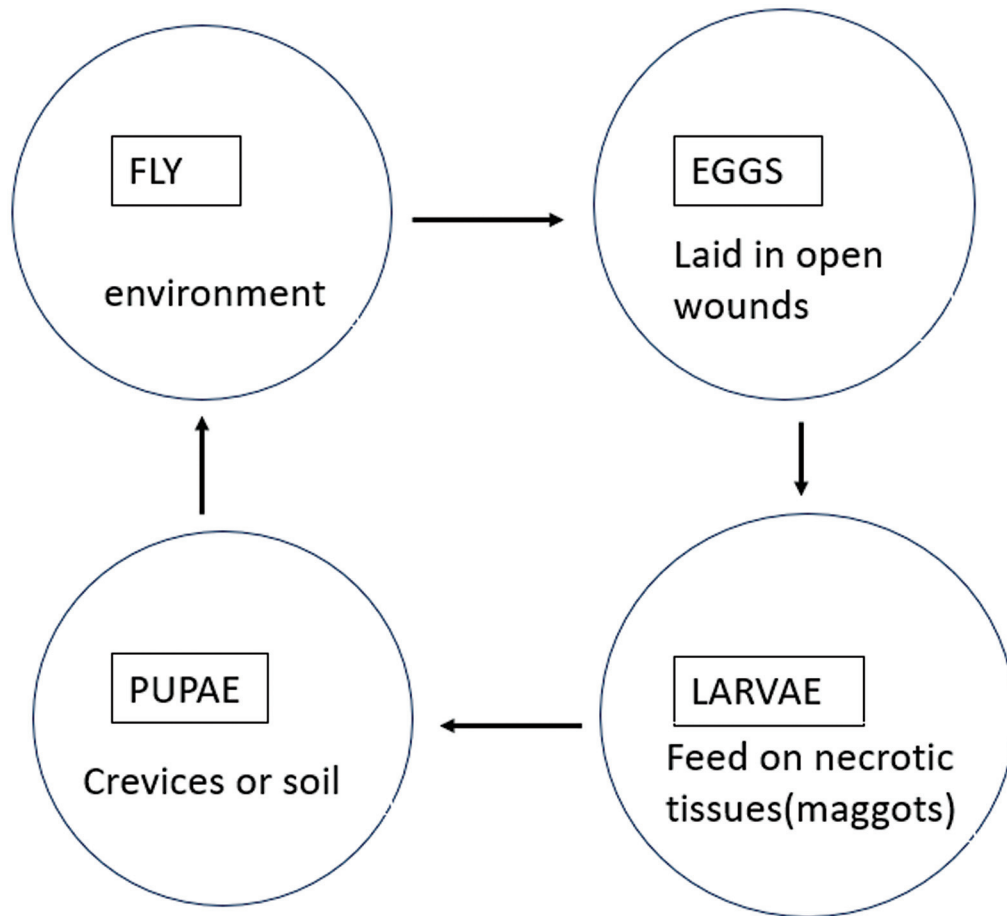 FLY
environment
EGGS
Laid in open
wounds
PUPAE
Crevices or soil
LARVAE
Feed on necrotic
tissues(maggots)